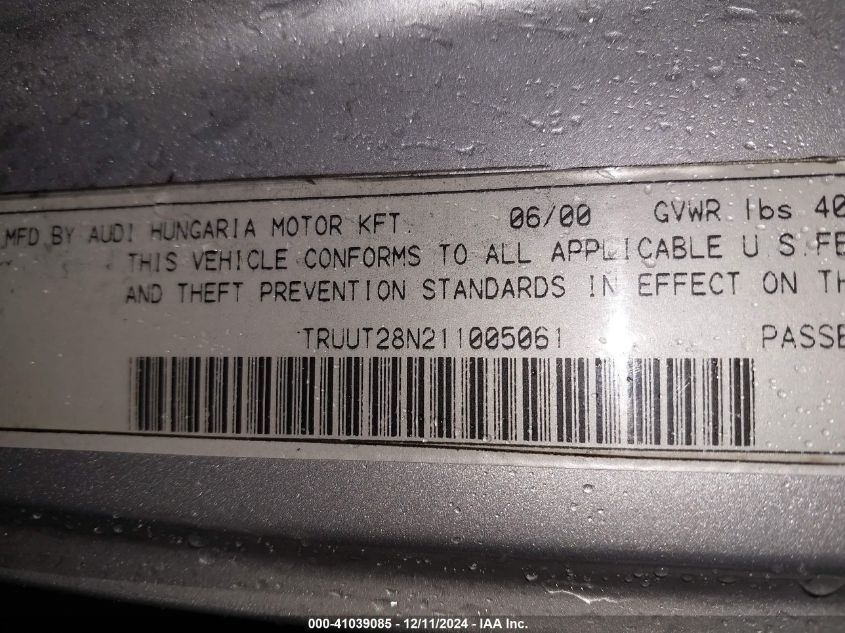 MFD BY AUDI HUNGARIA MOTOR KFT. 06/00 GVWR lbs 40
THIS VEHICLE CONFORMS TO ALL APPLICABLE U.S.FE
AND THEFT PREVENTION STANDARDS IN EFFECT ON TH
TRUUT28N211005061 PASSE
000-41039085 - 12/11/2024 - IAA Inc.